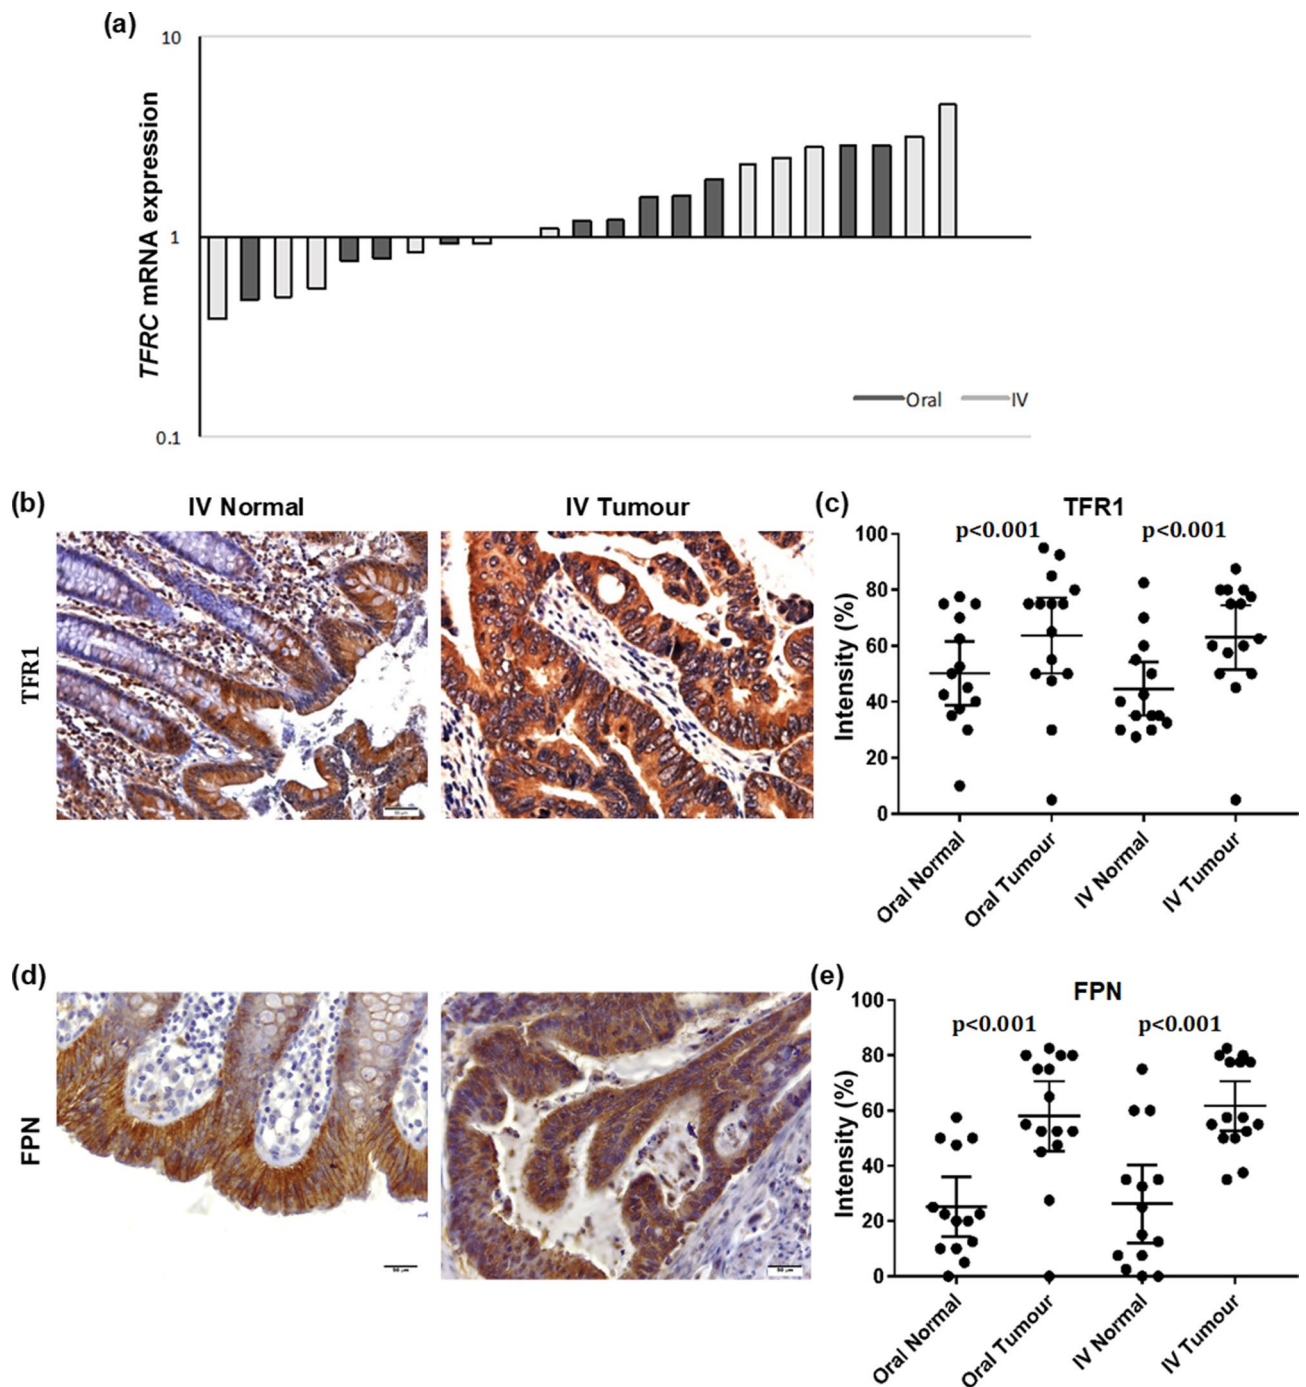 (a)
10
1
0.1
TFRC mRNA expression
Oral
IV
(b)
IV Normal
IV Tumour
TFR1
(c)
TFR1
p<0.001
p<0.001
100
80
60
40
20
0
Intensity (%)
Oral Normal
Oral Tumour
IV Normal
IV Tumour
(d)
FPN
50 µm
(e)
FPN
p<0.001
p<0.001
100
80
60
40
20
0
Intensity (%)
Oral Normal
Oral Tumour
IV Normal
IV Tumour